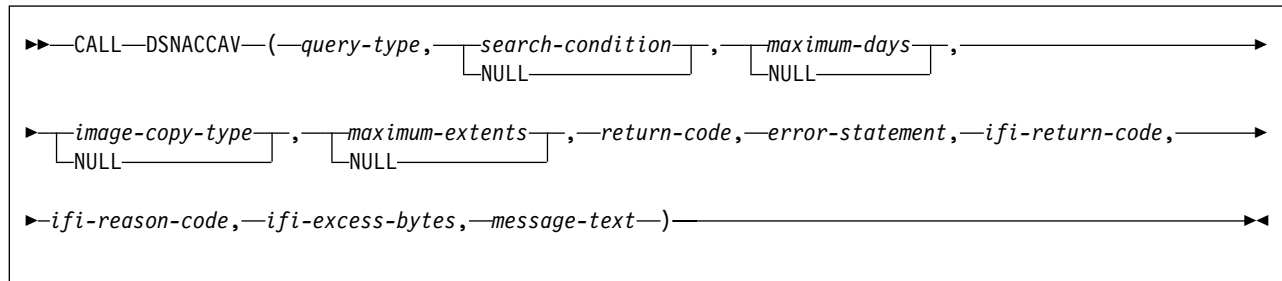 CALL DSNACCAV ( query-type, search-condition , maximum-days ,
NULL NULL
image-copy-type , maximum-extents , return-code, error-statement, ifi-return-code,
NULL NULL
ifi-reason-code, ifi-excess-bytes, message-text )